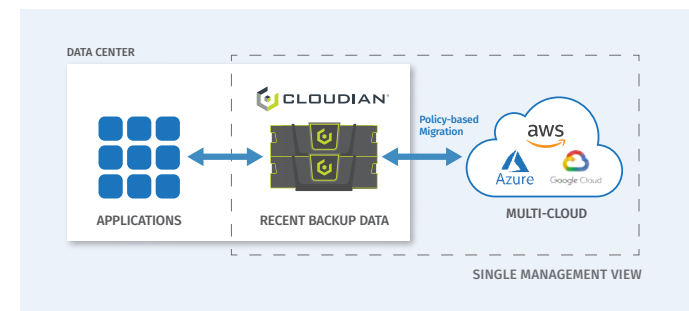 DATA CENTER
CLOUDIAN®
Policy-based
Migration
aws
Azure
Google Cloud
APPLICATIONS
RECENT BACKUP DATA
MULTI-CLOUD
SINGLE MANAGEMENT VIEW